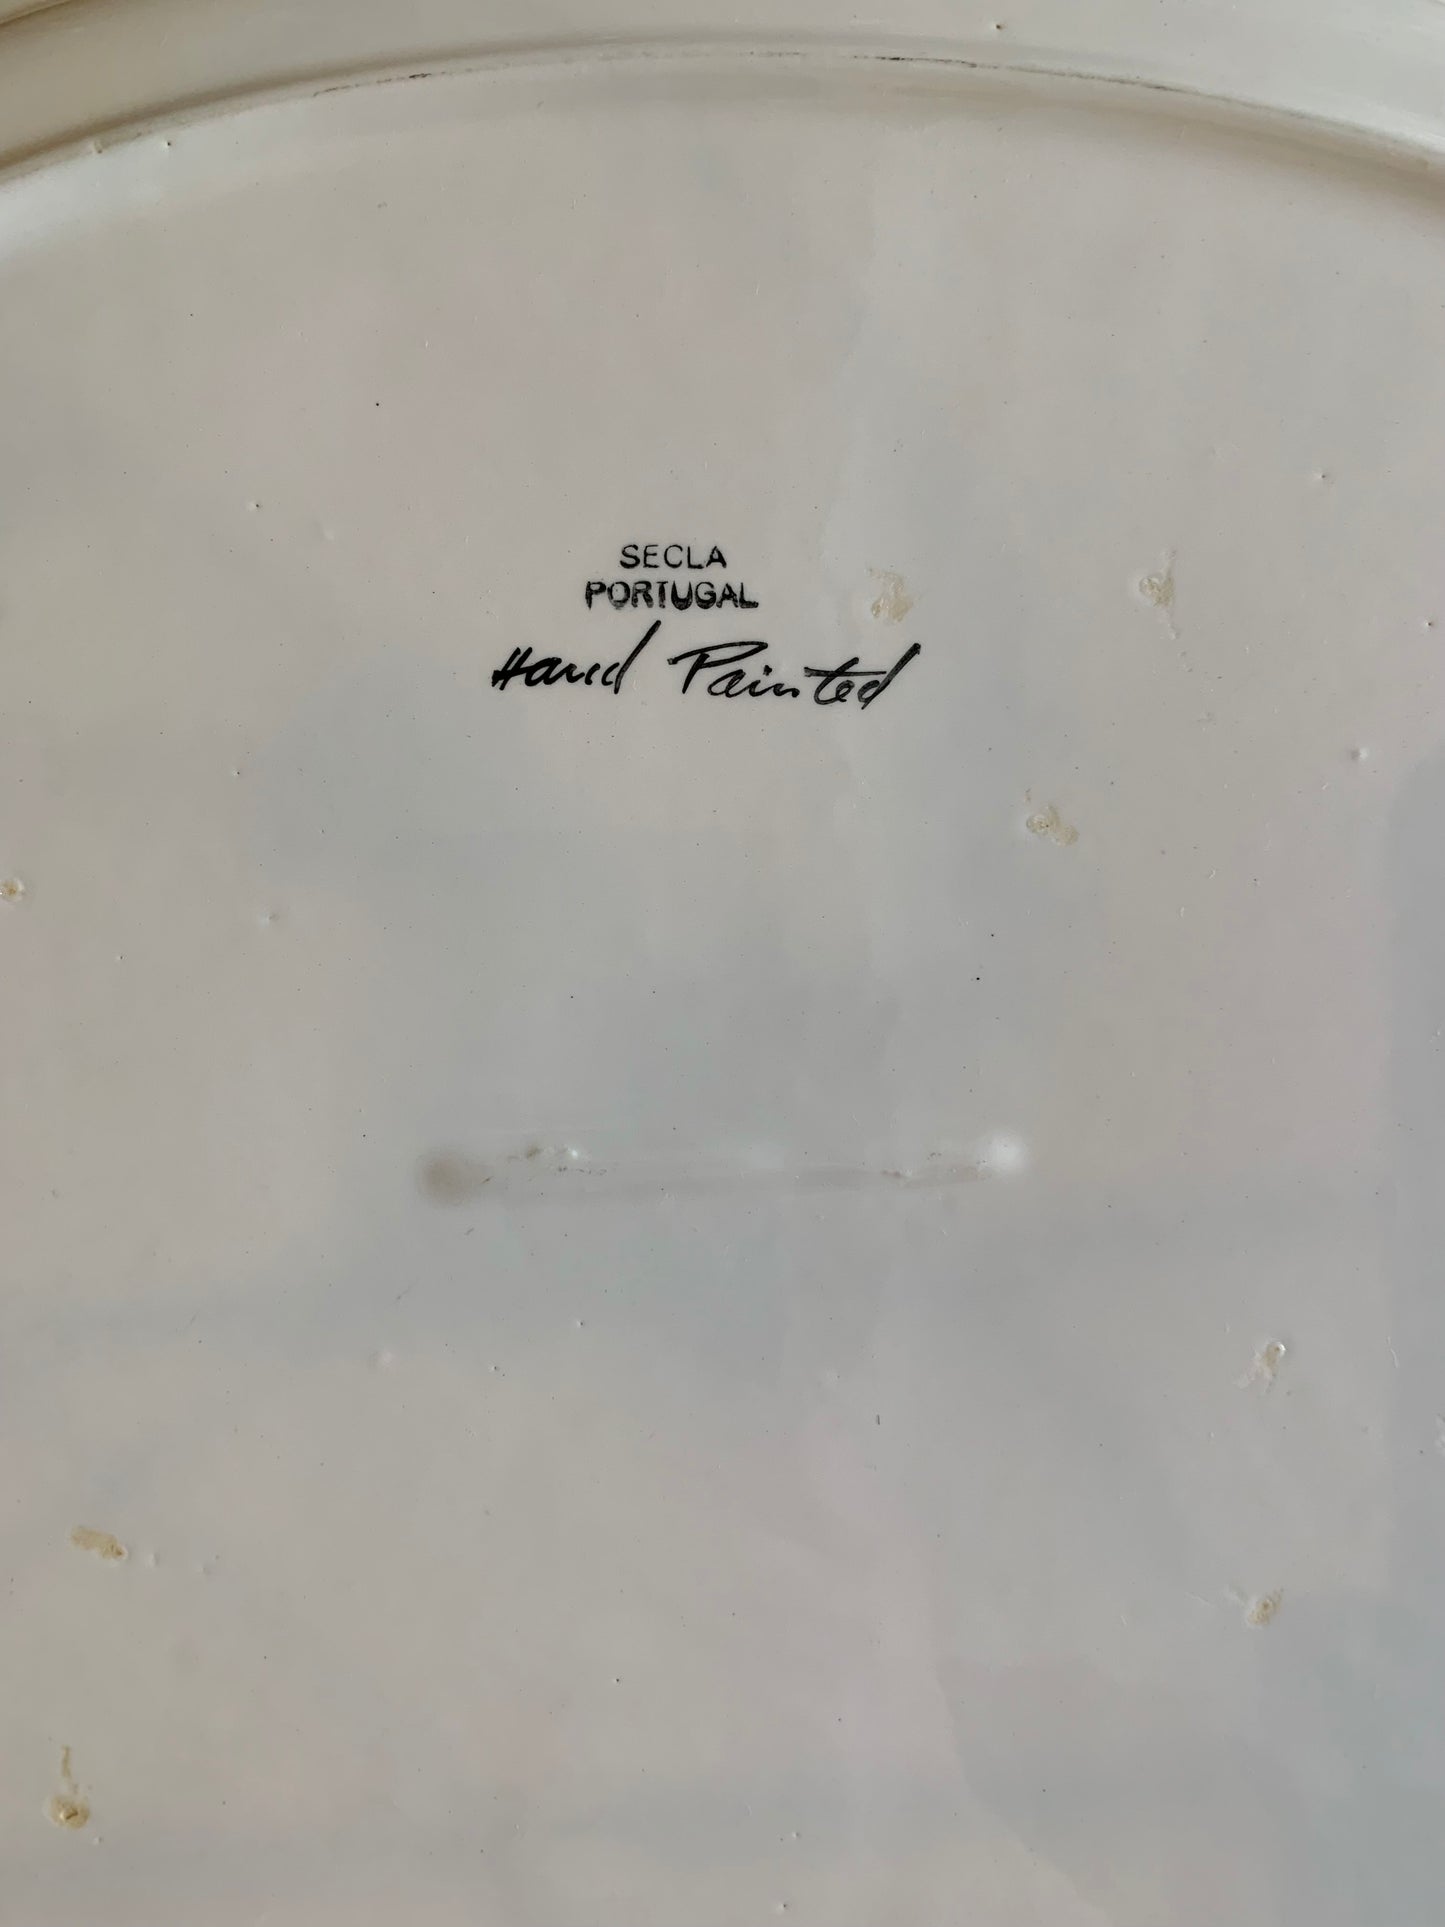 SECLA
PORTUGAL
Hand Painted